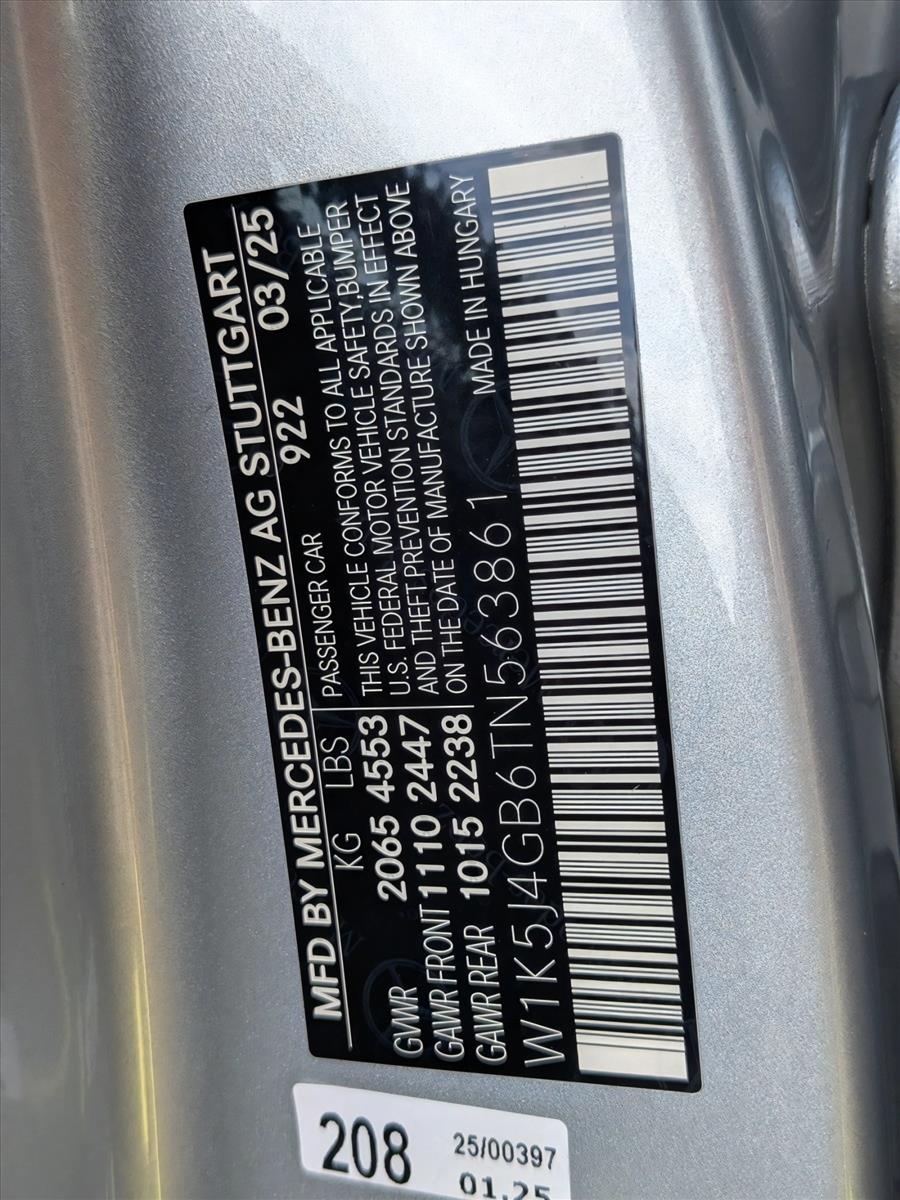 MFD BY MERCEDES-BENZ AG STUTTGART
KG LBS 922 03/25
PASSENGER CAR
GVWR 2065 4553
GAWR FRONT 1110 2447
GAWR REAR 1015 2238
THIS VEHICLE CONFORMS TO ALL APPLICABLE
U.S. FEDERAL MOTOR VEHICLE SAFETY,BUMPER
AND THEFT PREVENTION STANDARDS IN EFFECT
ON THE DATE OF MANUFACTURE SHOWN ABOVE
W1K5J4GB6TN563861
MADE IN HUNGARY
208
25/00397
01.25